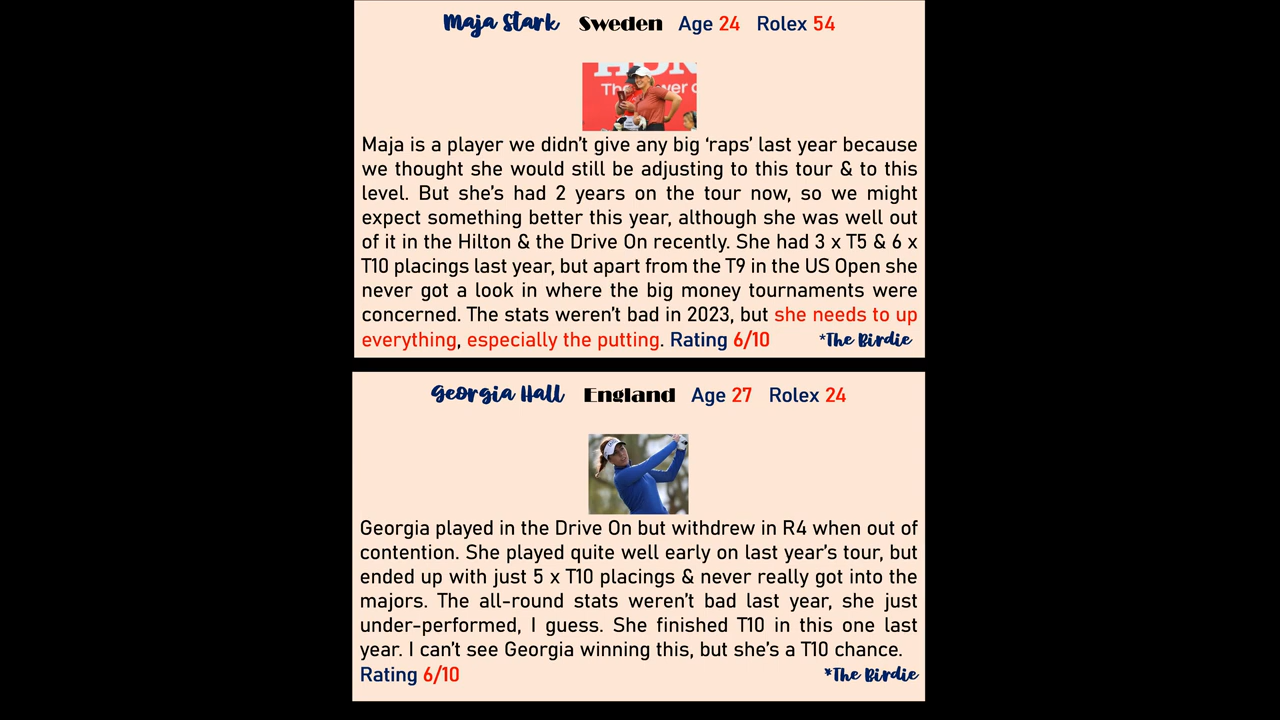 Maja Stark Sweden Age 24 Rolex 54
Maja is a player we didn't give any big ‘raps’ last year because
we thought she would still be adjusting to this tour & to this
level. But she's had 2 years on the tour now, so we might
expect something better this year, although she was well out
of it in the Hilton & the Drive On recently. She had 3 x T5 & 6 x
T10 placings last year, but apart from the T9 in the US Open she
never got a look in where the big money tournaments were
concerned. The stats weren't bad in 2023, but she needs to up
everything, especially the putting. Rating 6/10 *The Birdie
Georgia Hall England Age 27 Rolex 24
Georgia played in the Drive On but withdrew in R4 when out of
contention. She played quite well early on last year's tour, but
ended up with just 5 x T10 placings & never really got into the
majors. The all-round stats weren't bad last year, she just
under-performed, I guess. She finished T10 in this one last
year. I can't see Georgia winning this, but she's a T10 chance.
Rating 6/10 *The Birdie